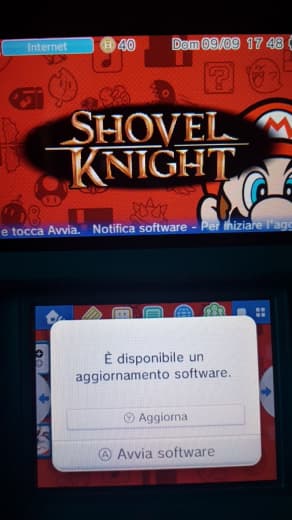 Internet
40
Dom 09/09 17 48
SHOVEL
KNIGHT
M
e tocca Avvia. Notifica software - Per iniziare l'agg
È disponibile un
aggiornamento software.
Ⓨ Aggiorna
Ⓐ Avvia software